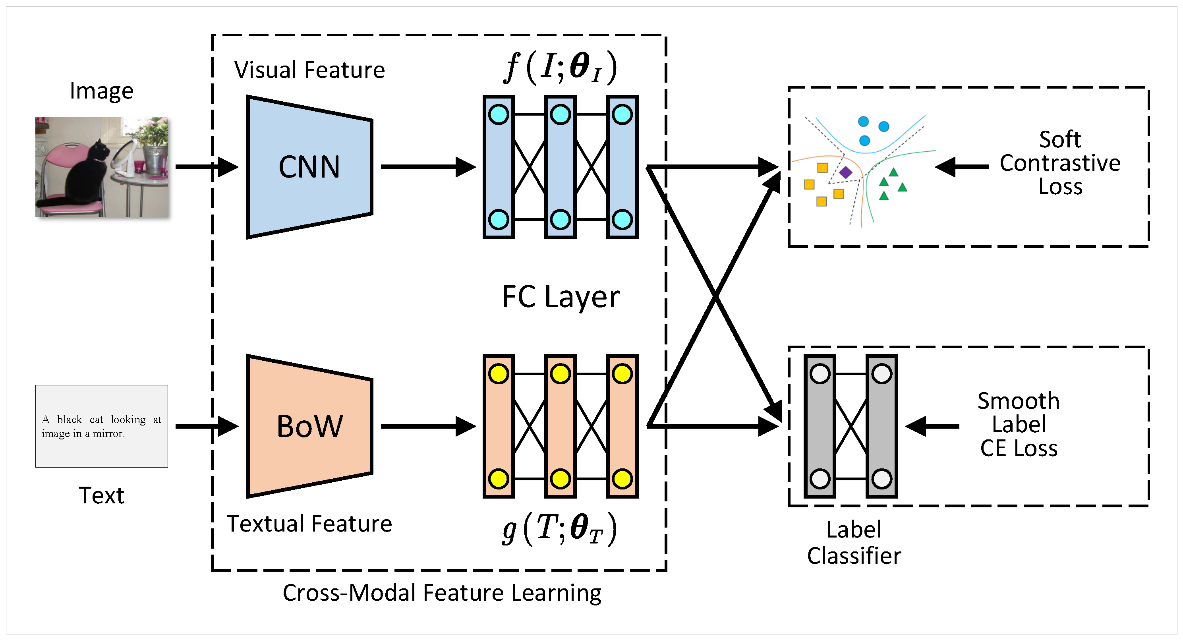 Image
Visual Feature
CNN
f(I;θ_I)
FC Layer
A black cat looking at
image in a mirror.
Text
BoW
Textual Feature
g(T;θ_T)
Cross-Modal Feature Learning
Soft
Contrastive
Loss
Smooth
Label
CE Loss
Label
Classifier